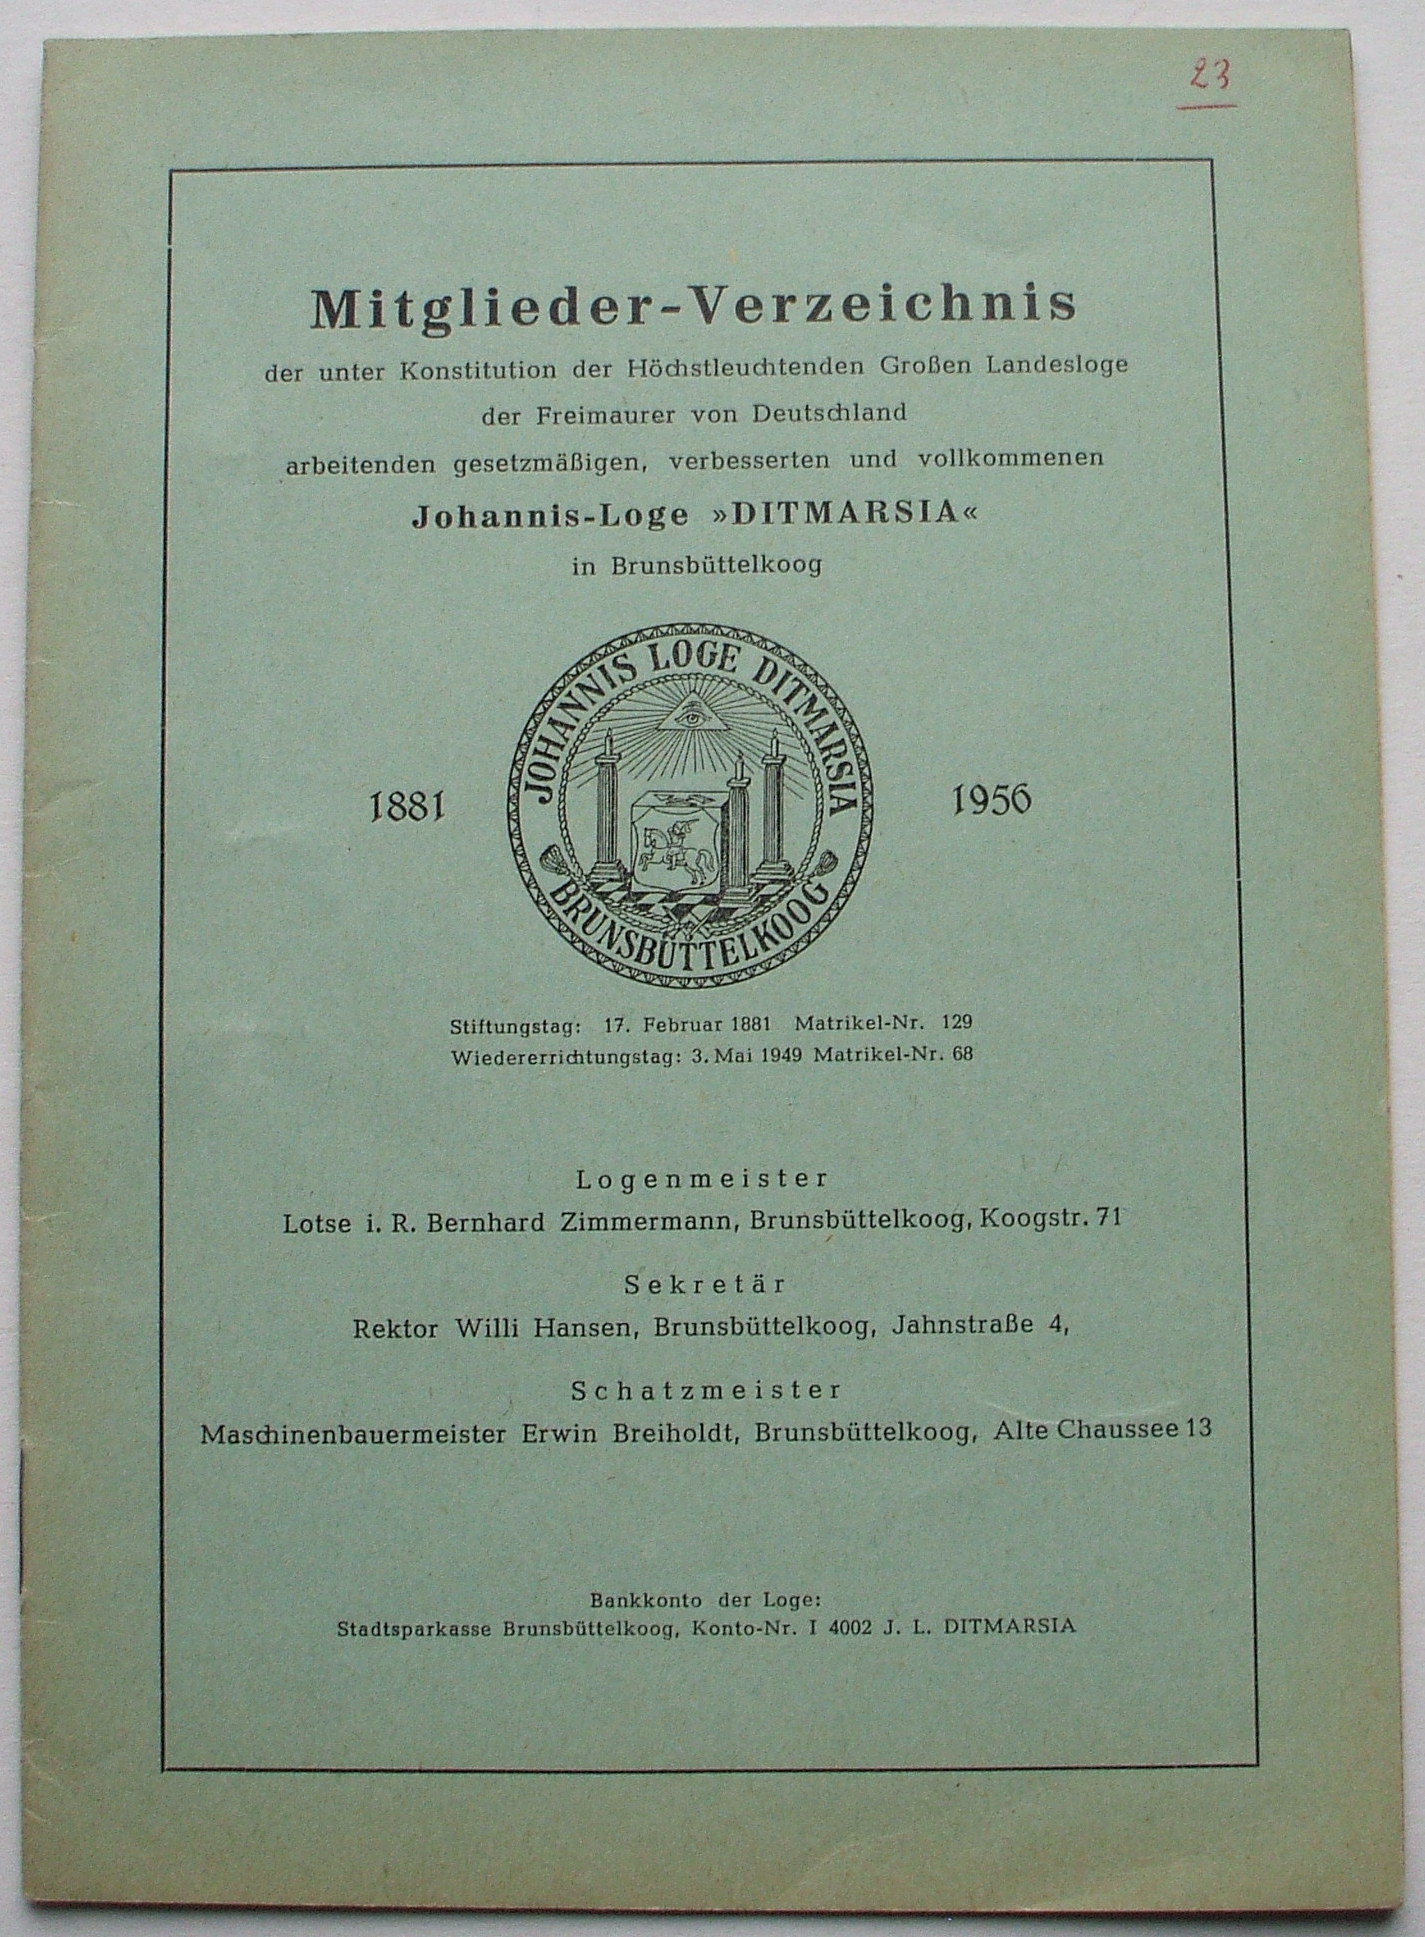 23
Mitglieder-Verzeichnis
der unter Konstitution der Höchstleuchtenden Großen Landesloge
der Freimaurer von Deutschland
arbeitenden gesetzmäßigen, verbesserten und vollkommenen
Johannis-Loge »DITMARSIA«
in Brunsbüttelkoog
JOHANNIS LOGE DITMARSIA
1881
1956
BRUNSBÜTTELKOOG
Stiftungstag: 17. Februar 1881 Matrikel-Nr. 129
Wiedererrichtungstag: 3. Mai 1949 Matrikel-Nr. 68
Logenmeister
Lotse i. R. Bernhard Zimmermann, Brunsbüttelkoog, Koogstr. 71
Sekretär
Rektor Willi Hansen, Brunsbüttelkoog, Jahnstraße 4,
Schatzmeister
Maschinenbauermeister Erwin Breiholdt, Brunsbüttelkoog, Alte Chaussee 13
Bankkonto der Loge:
Stadtsparkasse Brunsbüttelkoog, Konto-Nr. I 4002 J. L. DITMARSIA